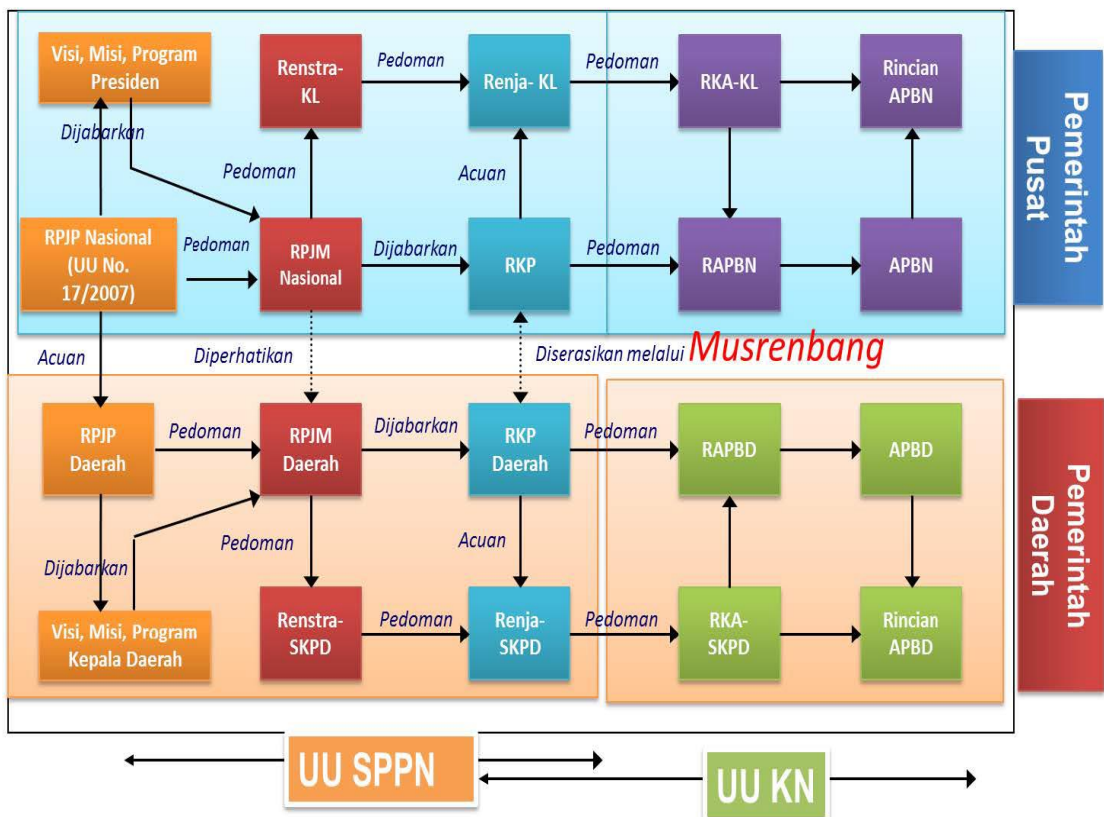 Visi, Misi, Program
Presiden
Renstra-
KL
Pedoman
Renja- KL
Pedoman
RKA-KL
Rincian
APBN
Dijabarkan
Pedoman
Acuan
RPJP Nasional
(UU No.
17/2007)
Pedoman
RPJM
Nasional
Dijabarkan
RKP
Pedoman
RAPBN
APBN
Pemerintah
Pusat
Acuan
Diperhatikan
Diserasikan melalui Musrenbang
RPJP
Daerah
Pedoman
RPJM
Daerah
Dijabarkan
RKP
Daerah
Pedoman
RAPBD
APBD
Dijabarkan
Pedoman
Acuan
Visi, Misi, Program
Kepala Daerah
Renstra-
SKPD
Pedoman
Renja-
SKPD
Pedoman
RKA-
SKPD
Rincian
APBD
Pemerintah
Daerah
UU SPPN
UU KN